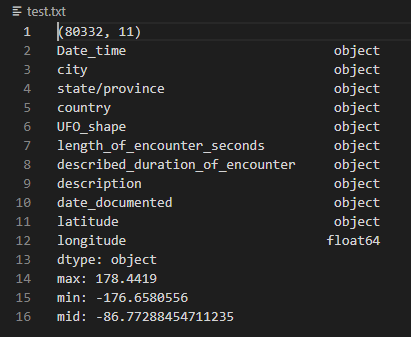 test.txt
1 (80332, 11)
2 Date_time object
3 city object
4 state/province object
5 country object
6 UFO_shape object
7 length_of_encounter_seconds object
8 described_duration_of_encounter object
9 description object
10 date_documented object
11 latitude object
12 longitude float64
13 dtype: object
14 max: 178.4419
15 min: -176.6580556
16 mid: -86.77288454711235